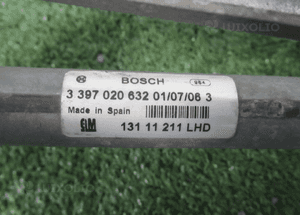 BOSCH
3 397 020 632 01/07/06 3
Made in Spain
GM
131 11 211 LHD